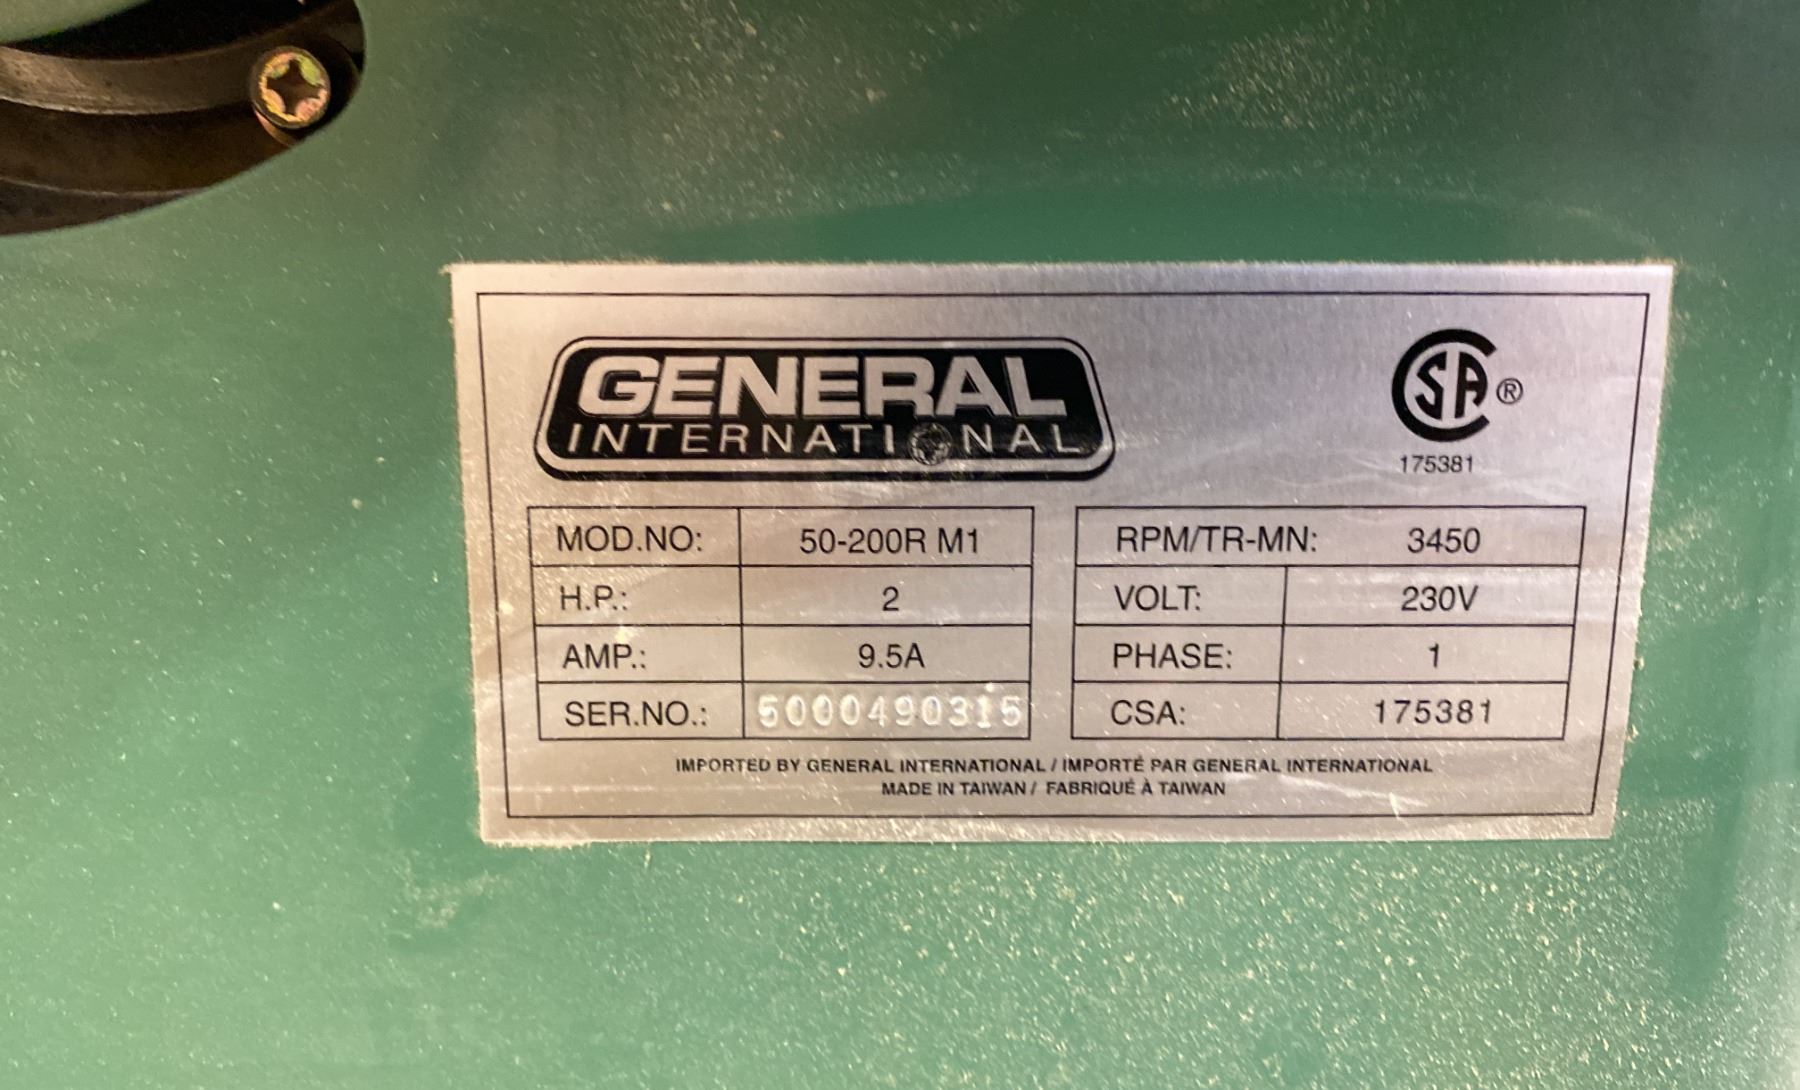 GENERAL
INTERNATIONAL
CSA ®
175381
MOD.NO: 50-200R M1
H.P.: 2
AMP.: 9.5A
SER.NO.: 5000490315
RPM/TR-MN: 3450
VOLT: 230V
PHASE: 1
CSA: 175381
IMPORTED BY GENERAL INTERNATIONAL / IMPORTÉ PAR GENERAL INTERNATIONAL
MADE IN TAIWAN / FABRIQUÉ À TAIWAN